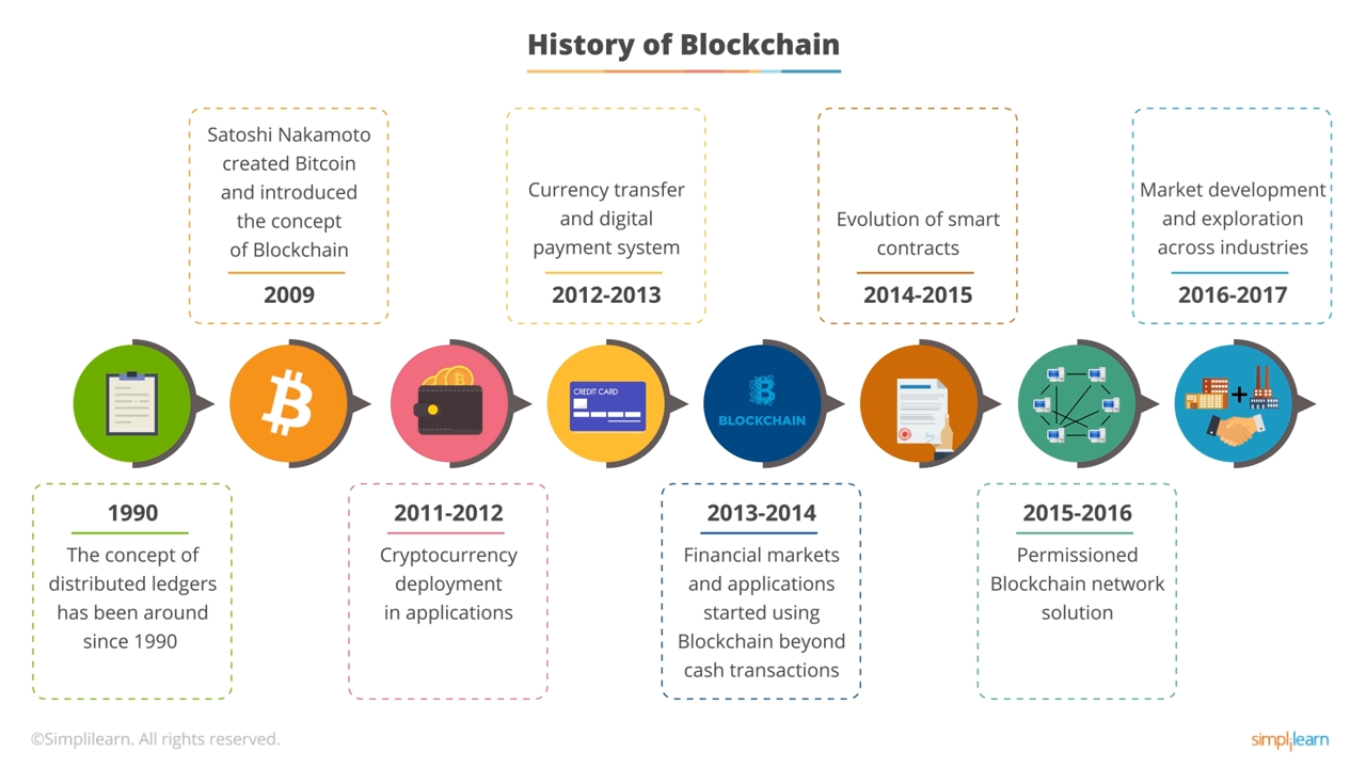 History of Blockchain
Satoshi Nakamoto
created Bitcoin
and introduced
the concept
of Blockchain
2009
Currency transfer
and digital
payment system
2012-2013
Evolution of smart
contracts
2014-2015
Market development
and exploration
across industries
2016-2017
CREDIT CARD
BLOCKCHAIN
1990
The concept of
distributed ledgers
has been around
since 1990
2011-2012
Cryptocurrency
deployment
in applications
2013-2014
Financial markets
and applications
started using
Blockchain beyond
cash transactions
2015-2016
Permissioned
Blockchain network
solution
©Simplilearn. All rights reserved.
simplilearn